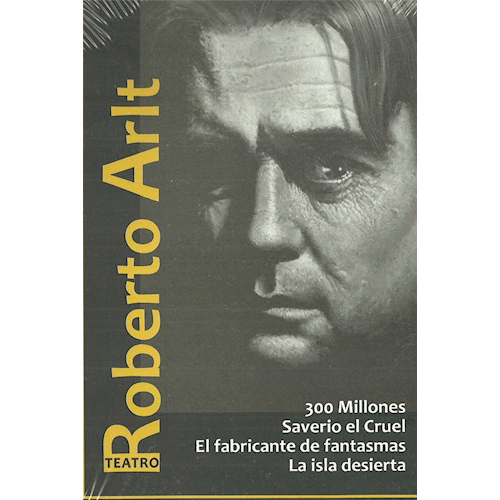 Roberto Arlt
TEATRO
300 Millones
Saverio el Cruel
El fabricante de fantasmas
La isla desierta